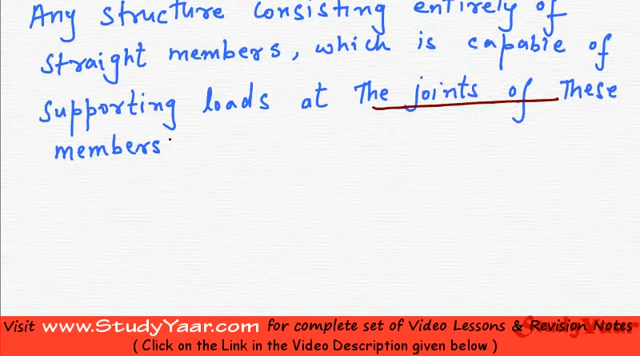 Any structure consisting entirely of
straight members, which is capable of
supporting loads at the joints of these
members
StudyYaar
Visit www.StudyYaar.com for complete set of Video Lessons & Revision Notes
( Click on the Link in the Video Description given below )